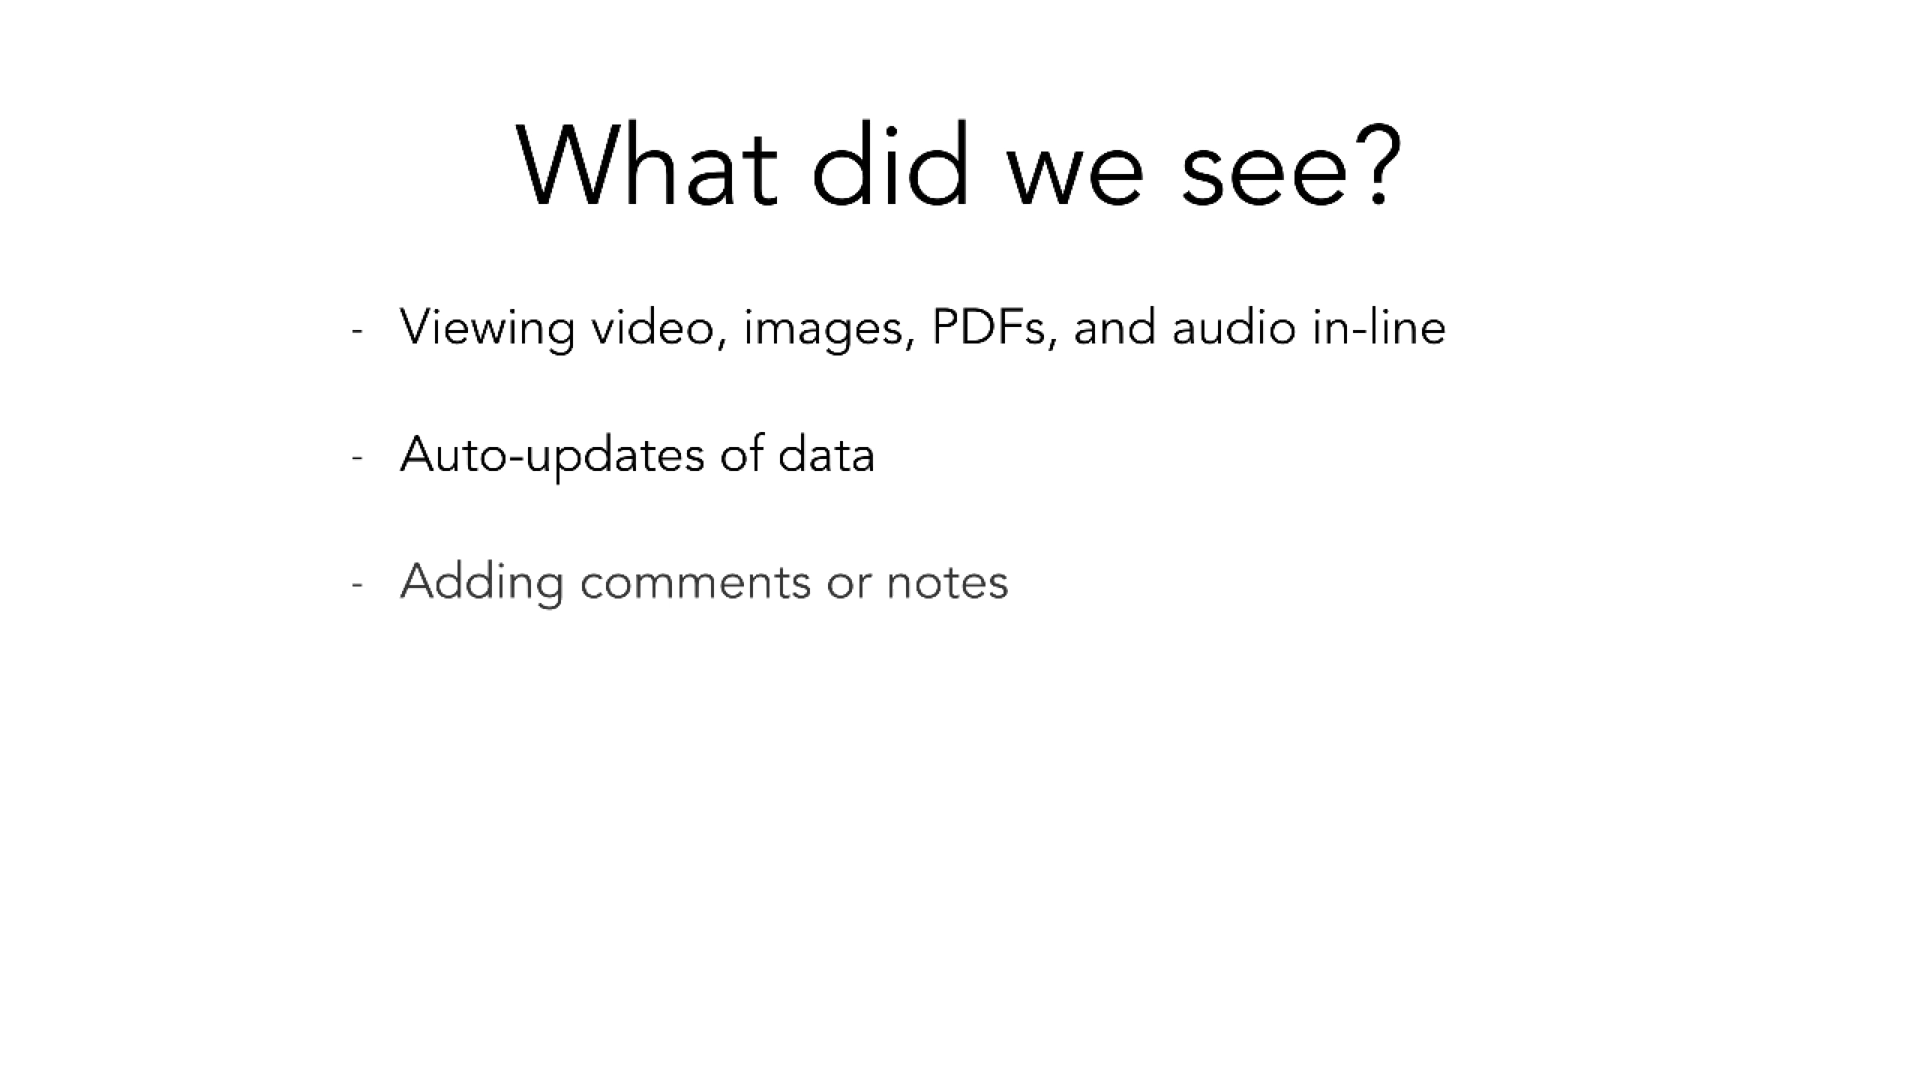 What did we see?
- Viewing video, images, PDFs, and audio in-line
- Auto-updates of data
- Adding comments or notes